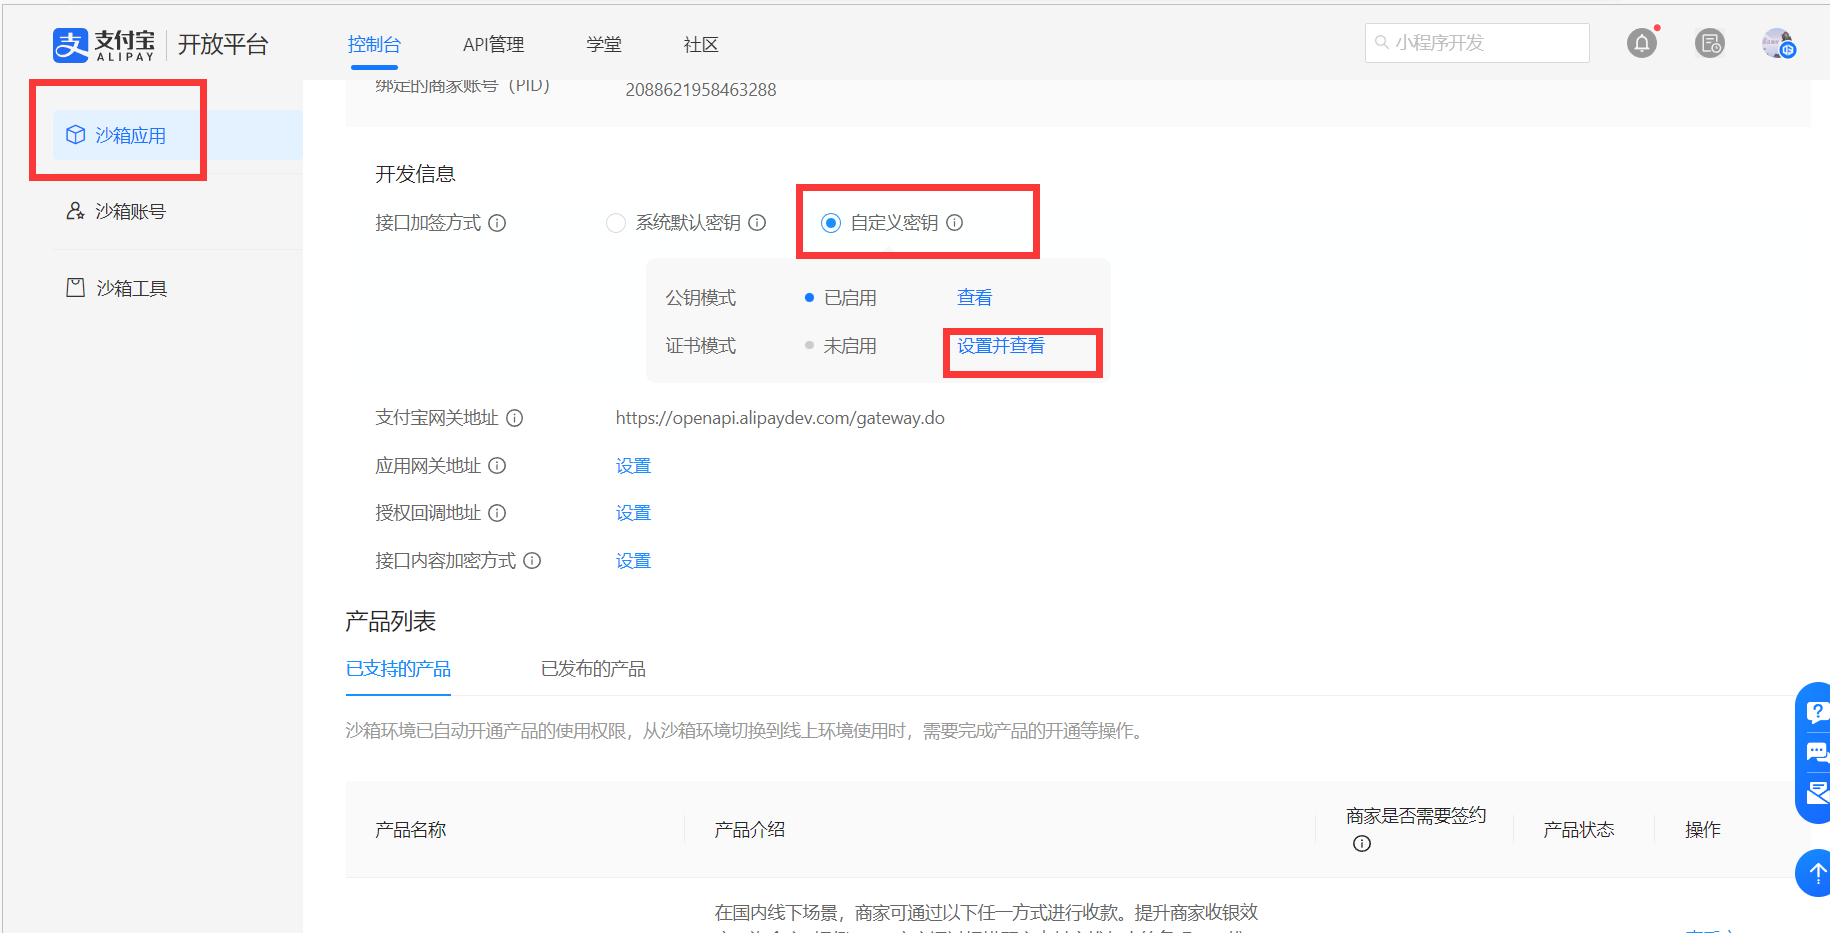 支付宝 开放平台 控制台 API管理 学堂 社区 小程序开发
ALIPAY
绑定的商家账号（PID） 2088621958463288
沙箱应用
沙箱账号
沙箱工具
开发信息
接口加签方式 系统默认密钥 自定义密钥
公钥模式 已启用 查看
证书模式 未启用 设置并查看
支付宝网关地址 https://openapi.alipaydev.com/gateway.do
应用网关地址 设置
授权回调地址 设置
接口内容加密方式 设置
产品列表
已支持的产品 已发布的产品
沙箱环境已自动开通产品的使用权限，从沙箱环境切换到线上环境使用时，需要完成产品的开通等操作。
产品名称 产品介绍 商家是否需要签约 产品状态 操作
在国内线下场景，商家可通过以下任一方式进行收款。提升商家收银效